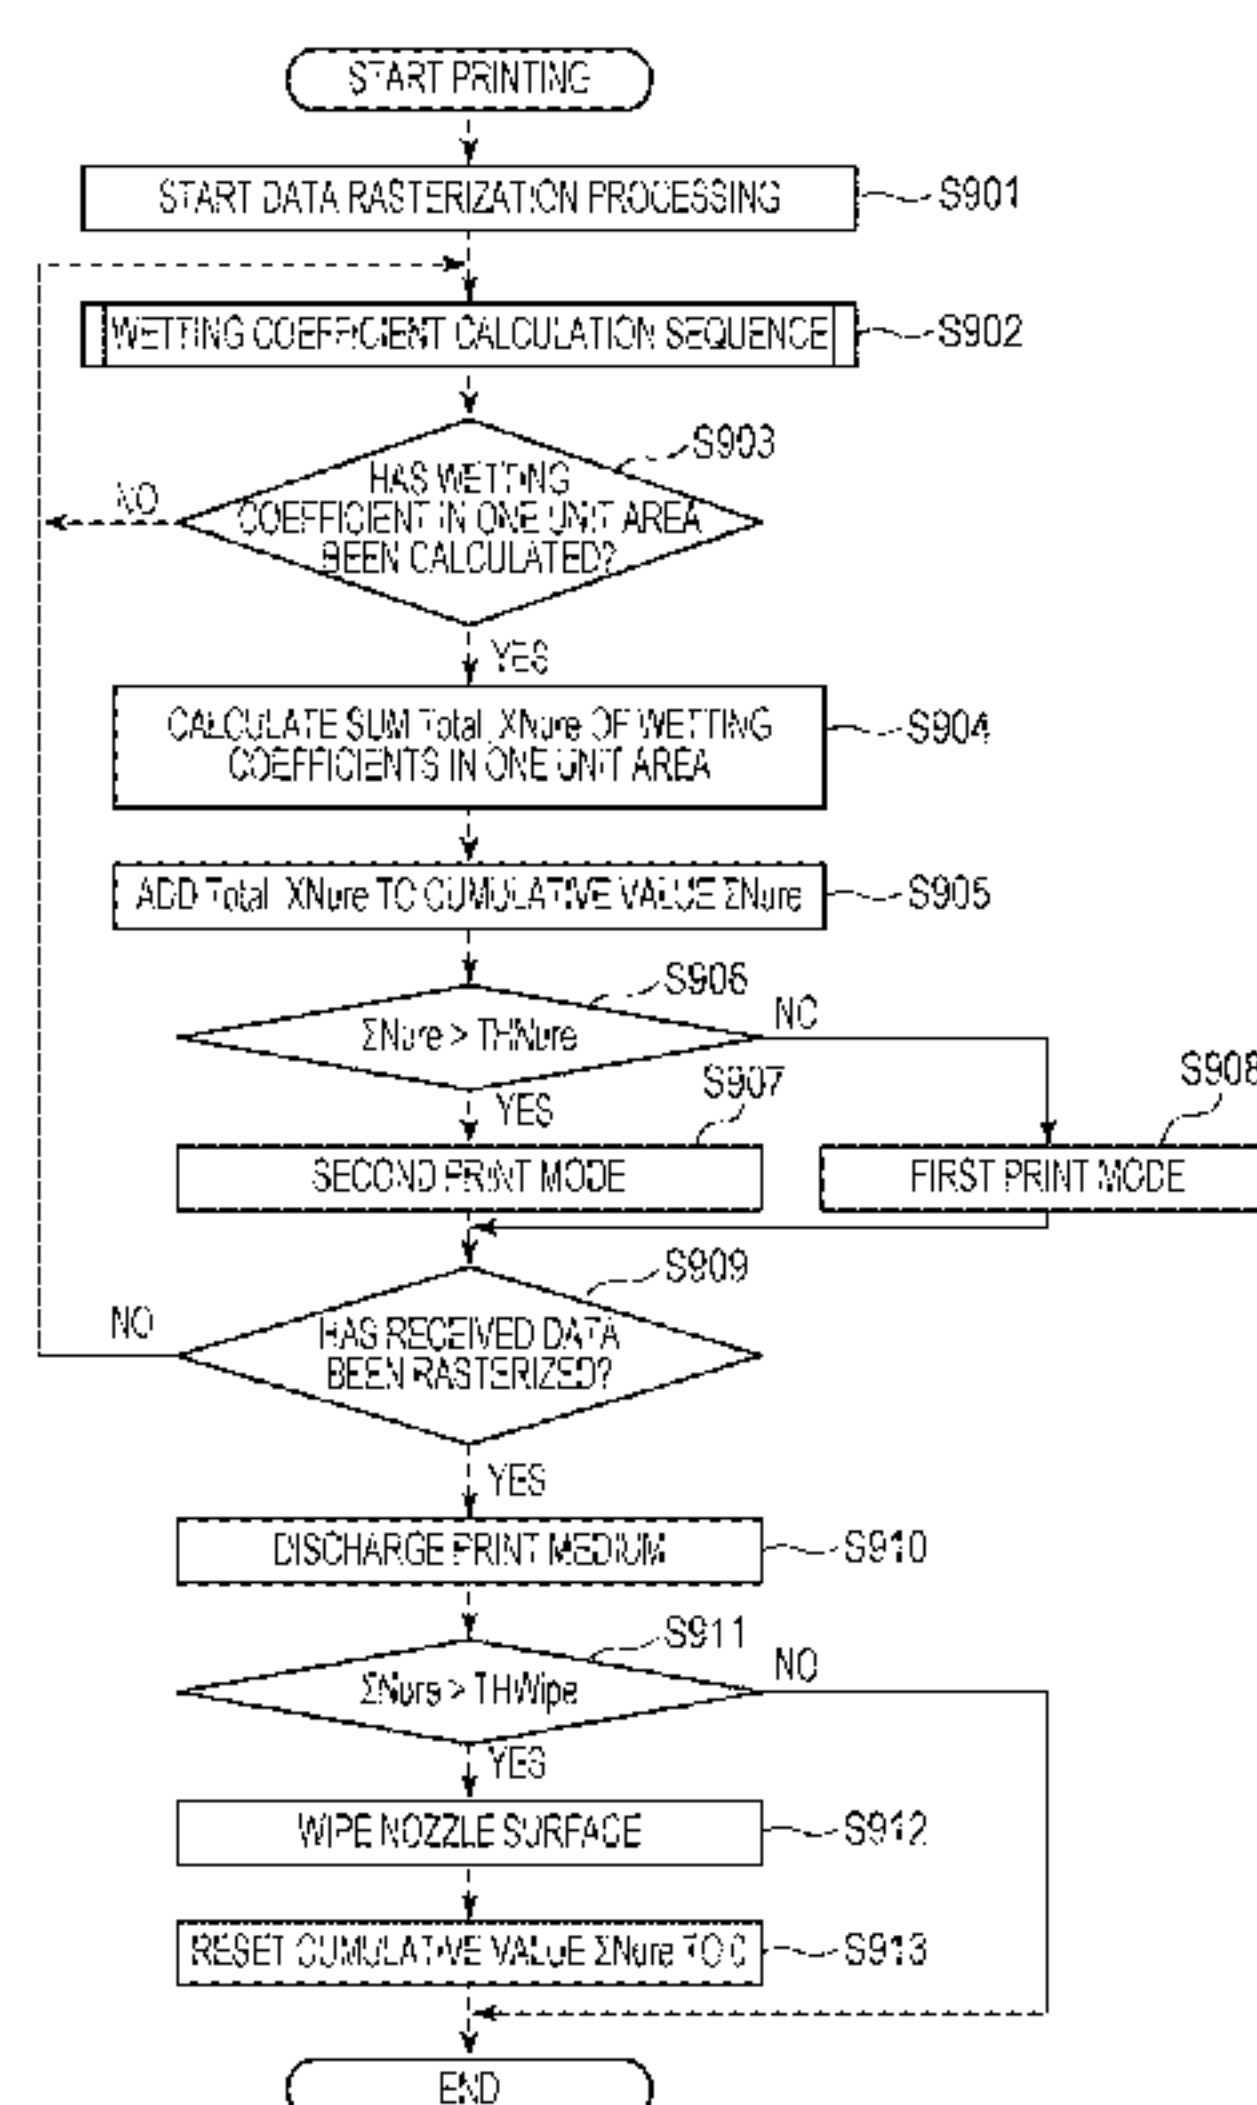 START PRINTING
START DATA RASTERIZATION PROCESSING
S901
WETTING COEFFICIENT CALCULATION SEQUENCE
S902
S903
HAS WETTING
COEFFICIENT IN ONE UNIT AREA
BEEN CALCULATED?
NO
YES
CALCULATE SUM Total_XNure OF WETTING
COEFFICIENTS IN ONE UNIT AREA
S904
ADD Total_XNure TO CUMULATIVE VALUE ΣNure
S905
S906
ΣNure > THNure
NO
YES
S907
S908
SECOND PRINT MODE
FIRST PRINT MODE
S909
HAS RECEIVED DATA
BEEN RASTERIZED?
NO
YES
DISCHARGE PRINT MEDIUM
S910
S911
ΣNure > THWipe
NO
YES
WIPE NOZZLE SURFACE
S912
RESET CUMULATIVE VALUE ΣNure TO 0
S913
END